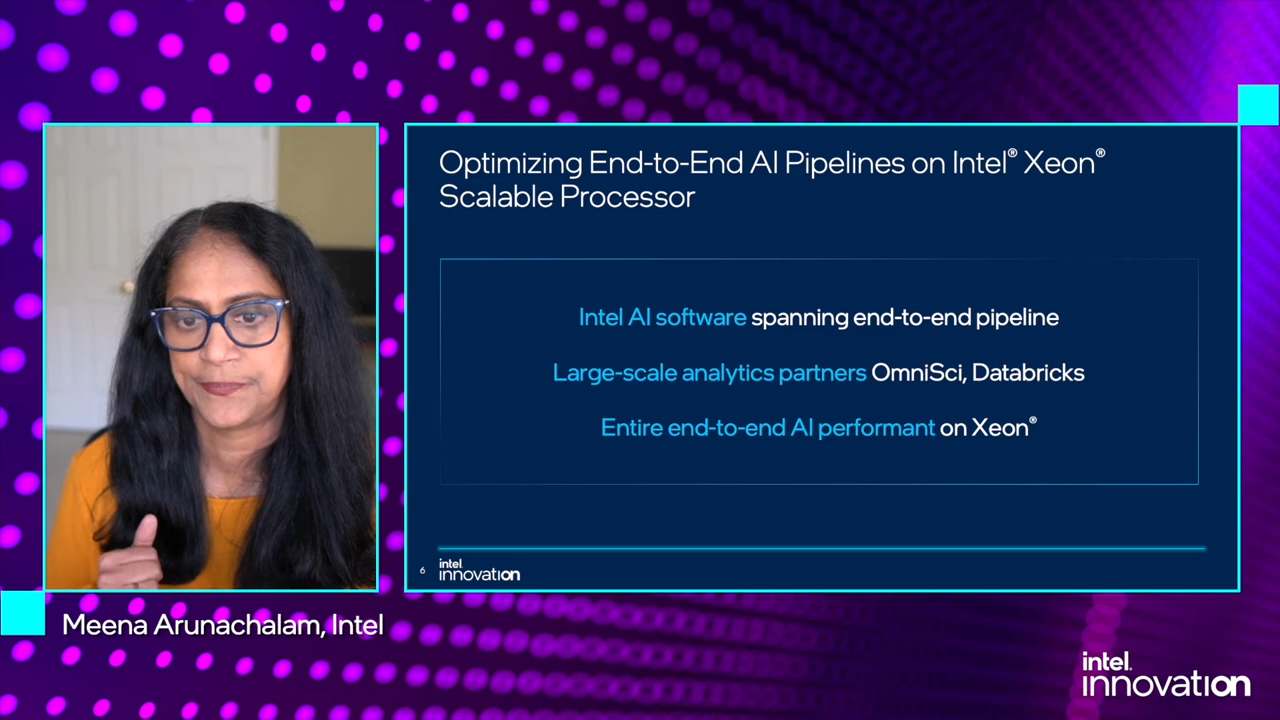 Optimizing End-to-End AI Pipelines on Intel® Xeon®
Scalable Processor
Intel AI software spanning end-to-end pipeline
Large-scale analytics partners OmniSci, Databricks
Entire end-to-end AI performant on Xeon®
6
intel.
innovation
Meena Arunachalam, Intel
intel.
innovation